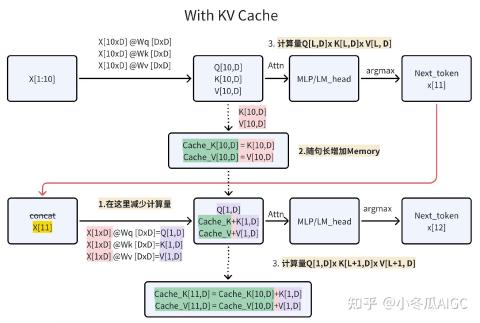 With KV Cache
X[10xD] @Wq [DxD]
X[10xD] @Wk [DxD]
X[10xD] @Wv [DxD]
3. 计算量Q[L,D]x K[L,D]x V[L, D]
X[1:10]
Q[10,D]
K[10,D]
V[10,D]
Attn
MLP/LM_head
argmax
Next_token
x[11]
K[10,D]
V[10,D]
Cache_K[10,D] = K[10,D]
Cache_V[10,D] = V[10,D]
2.随句长增加Memory
1.在这里减少计算量
concat
X[11]
X[1xD] @Wq [DxD]=Q[1,D]
X[1xD] @Wk [DxD]=K[1,D]
X[1xD] @Wv [DxD]=V[1,D]
Q[1,D]
Cache_K+K[1,D]
Cache_V+V[1,D]
Attn
MLP/LM_head
argmax
Next_token
x[12]
3. 计算量Q[1,D]x K[L+1,D]x V[L+1, D]
Cache_K[11,D] = Cache_K[10,D]+K[1,D]
Cache_V[11,D] = Cache_V[10,D]+V[1,D]
知乎 @小冬瓜AIGC